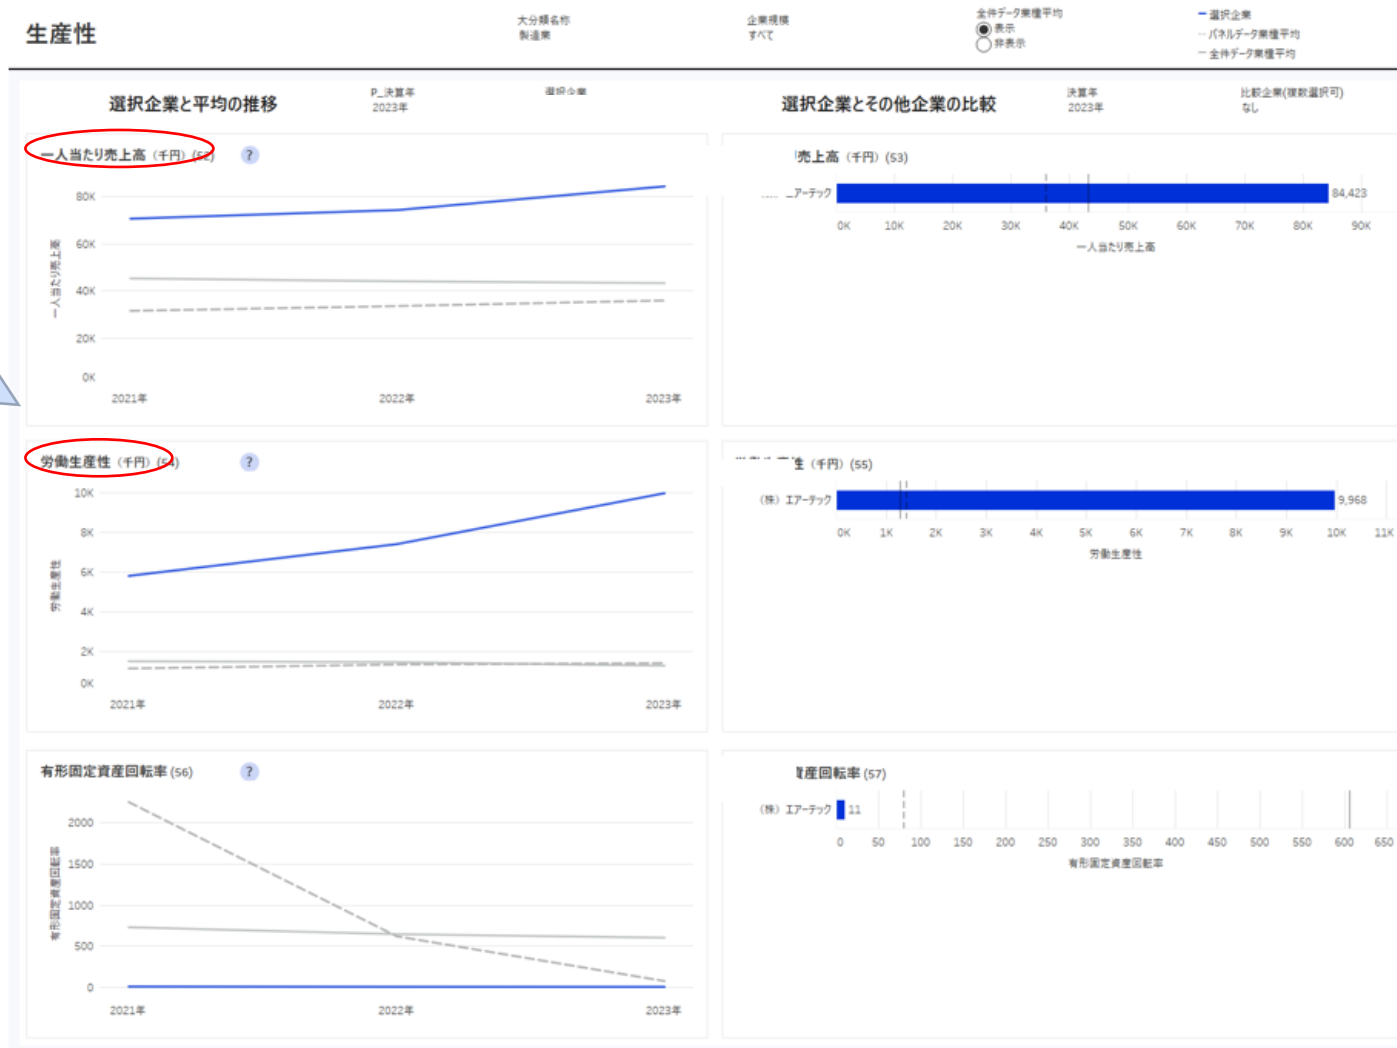 生産性
大分類名称
製造業
企業規模
すべて
全件データ業種平均
表示
非表示
選択企業
パネルデータ業種平均
全件データ業種平均
選択企業と平均の推移
P_決算年
2023年
選択企業
選択企業とその他企業の比較
決算年
2023年
比較企業(複数選択可)
なし
一人当たり売上高（千円）(52)
?
80K
60K
40K
20K
0K
一人当たり売上高
2021年
2022年
2023年
売上高（千円）(53)
エアーテック
84,423
0K 10K 20K 30K 40K 50K 60K 70K 80K 90K
一人当たり売上高
労働生産性（千円）(54)
?
10K
8K
6K
4K
2K
0K
労働生産性
2021年
2022年
2023年
性（千円）(55)
（株）エアーテック
9,968
0K 1K 2K 3K 4K 5K 6K 7K 8K 9K 10K 11K
労働生産性
有形固定資産回転率 (56)
?
2000
1500
1000
500
0
有形固定資産回転率
2021年
2022年
2023年
資産回転率 (57)
（株）エアーテック
11
0 50 100 150 200 250 300 350 400 450 500 550 600 650
有形固定資産回転率